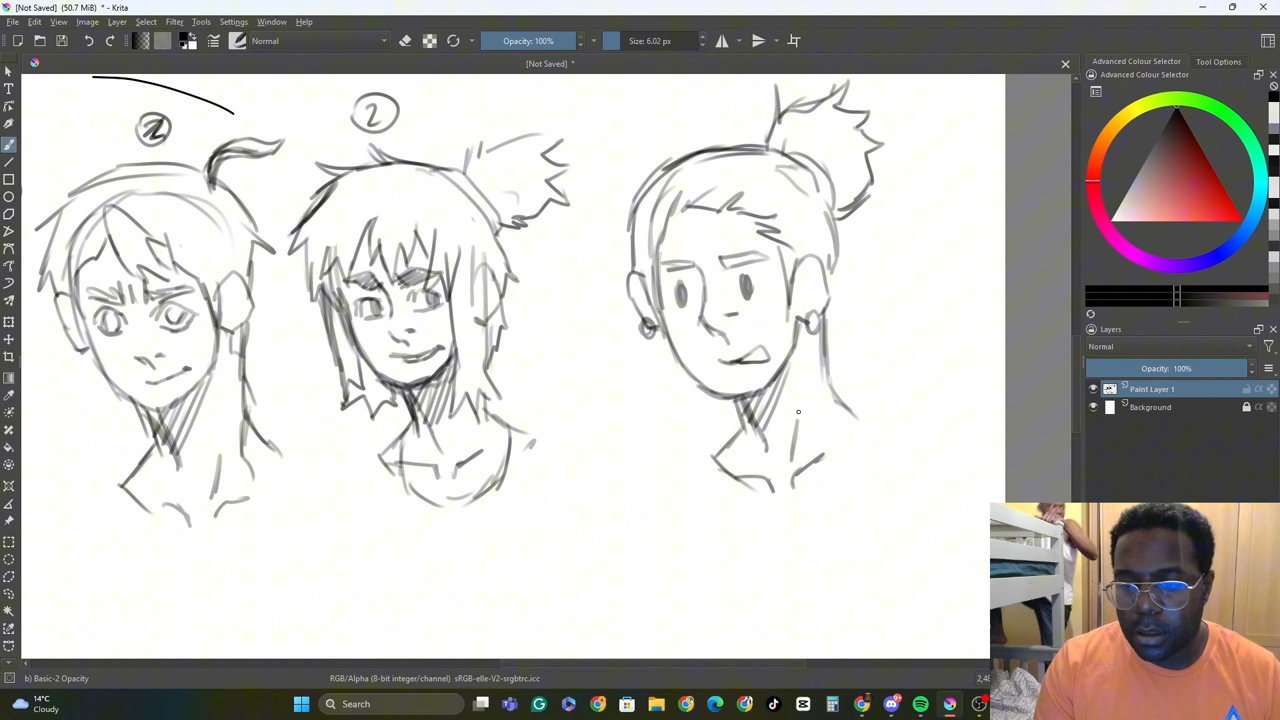 [Not Saved] (50.7 MiB) * - Krita
File Edit View Image Layer Select Filter Tools Settings Window Help
Normal Opacity: 100% Size: 6.02 px
[Not Saved] *
Advanced Colour Selector Tool Options
Advanced Colour Selector
2
Layers
Normal
Opacity: 100%
Paint Layer 1
Background
b) Basic-2 Opacity RGB/Alpha (8-bit integer/channel) sRGB-elle-V2-srgbtrc.icc
14°C
Cloudy
Search